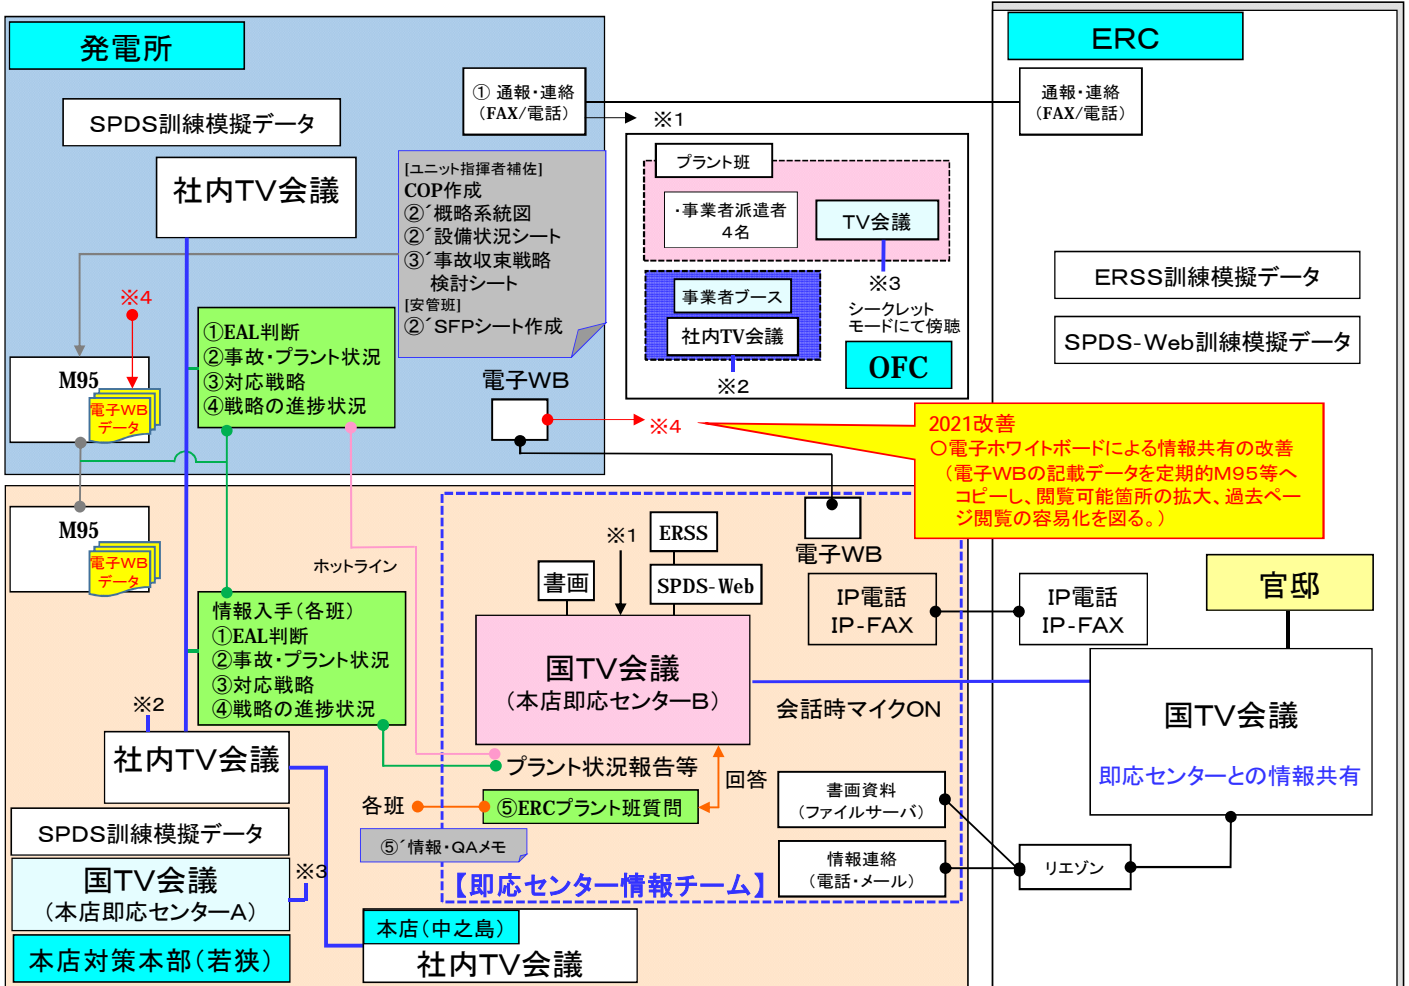 発電所
SPDS訓練模擬データ
社内TV会議
① 通報・連絡
（FAX/電話）
※1
[ユニット指揮者補佐]
COP作成
②´概略系統図
②´設備状況シート
③´事故収束戦略
検討シート
[安管班]
②´SFPシート作成
※4
M95
電子WB
データ
①EAL判断
②事故・プラント状況
③対応戦略
④戦略の進捗状況
電子WB
※4
プラント班
・事業者派遣者
4名
TV会議
※3
シークレット
モードにて傍聴
事業者ブース
社内TV会議
※2
OFC
ERC
通報・連絡
（FAX/電話）
ERSS訓練模擬データ
SPDS-Web訓練模擬データ
2021改善
○電子ホワイトボードによる情報共有の改善
（電子WBの記載データを定期的M95等へ
コピーし、閲覧可能箇所の拡大、過去ペー
ジ閲覧の容易化を図る。）
M95
電子WB
データ
ホットライン
情報入手（各班）
①EAL判断
②事故・プラント状況
③対応戦略
④戦略の進捗状況
※2
社内TV会議
SPDS訓練模擬データ
国TV会議
（本店即応センターA）
※3
本店対策本部（若狭）
※1
ERSS
書画
SPDS-Web
電子WB
IP電話
IP-FAX
国TV会議
（本店即応センターB）
会話時マイクON
プラント状況報告等
回答
各班
⑤ERCプラント班質問
⑤´情報・QAメモ
【即応センター情報チーム】
書画資料
（ファイルサーバ）
情報連絡
（電話・メール）
本店（中之島）
社内TV会議
IP電話
IP-FAX
官邸
国TV会議
即応センターとの情報共有
リエゾン